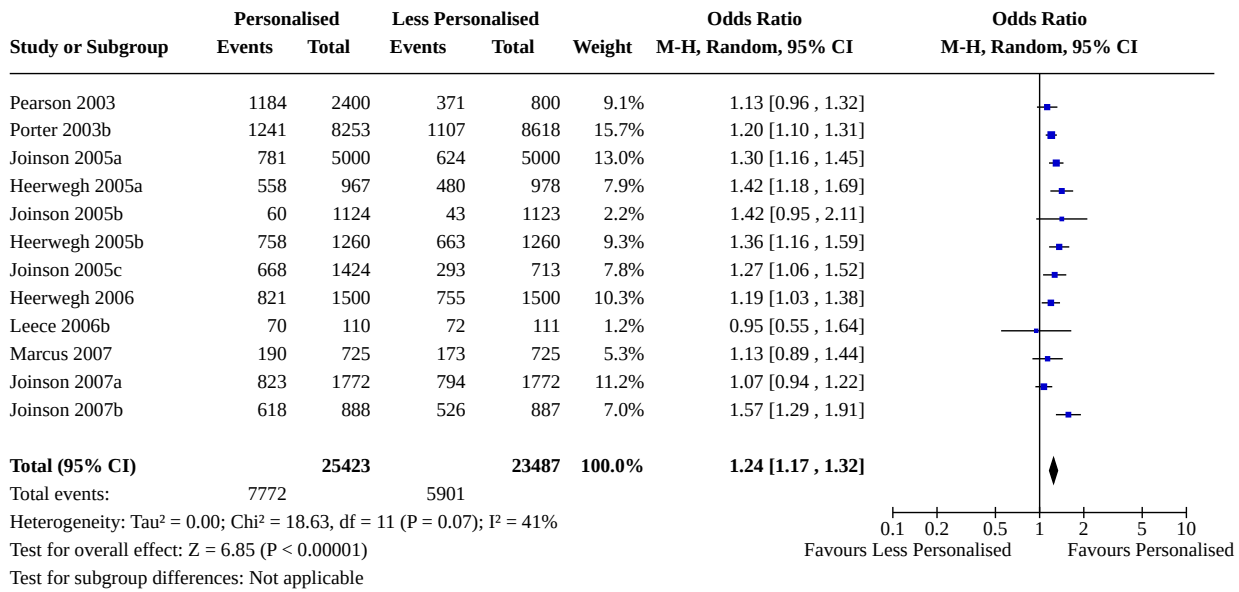 Personalised Less Personalised Odds Ratio Odds Ratio
Study or Subgroup Events Total Events Total Weight M-H, Random, 95% CI M-H, Random, 95% CI
Pearson 2003 1184 2400 371 800 9.1% 1.13 [0.96 , 1.32]
Porter 2003b 1241 8253 1107 8618 15.7% 1.20 [1.10 , 1.31]
Joinson 2005a 781 5000 624 5000 13.0% 1.30 [1.16 , 1.45]
Heerwegh 2005a 558 967 480 978 7.9% 1.42 [1.18 , 1.69]
Joinson 2005b 60 1124 43 1123 2.2% 1.42 [0.95 , 2.11]
Heerwegh 2005b 758 1260 663 1260 9.3% 1.36 [1.16 , 1.59]
Joinson 2005c 668 1424 293 713 7.8% 1.27 [1.06 , 1.52]
Heerwegh 2006 821 1500 755 1500 10.3% 1.19 [1.03 , 1.38]
Leece 2006b 70 110 72 111 1.2% 0.95 [0.55 , 1.64]
Marcus 2007 190 725 173 725 5.3% 1.13 [0.89 , 1.44]
Joinson 2007a 823 1772 794 1772 11.2% 1.07 [0.94 , 1.22]
Joinson 2007b 618 888 526 887 7.0% 1.57 [1.29 , 1.91]
Total (95% CI) 25423 23487 100.0% 1.24 [1.17 , 1.32]
Total events: 7772 5901
Heterogeneity: Tau² = 0.00; Chi² = 18.63, df = 11 (P = 0.07); I² = 41%
0.1 0.2 0.5 1 2 5 10
Test for overall effect: Z = 6.85 (P < 0.00001) Favours Less Personalised Favours Personalised
Test for subgroup differences: Not applicable